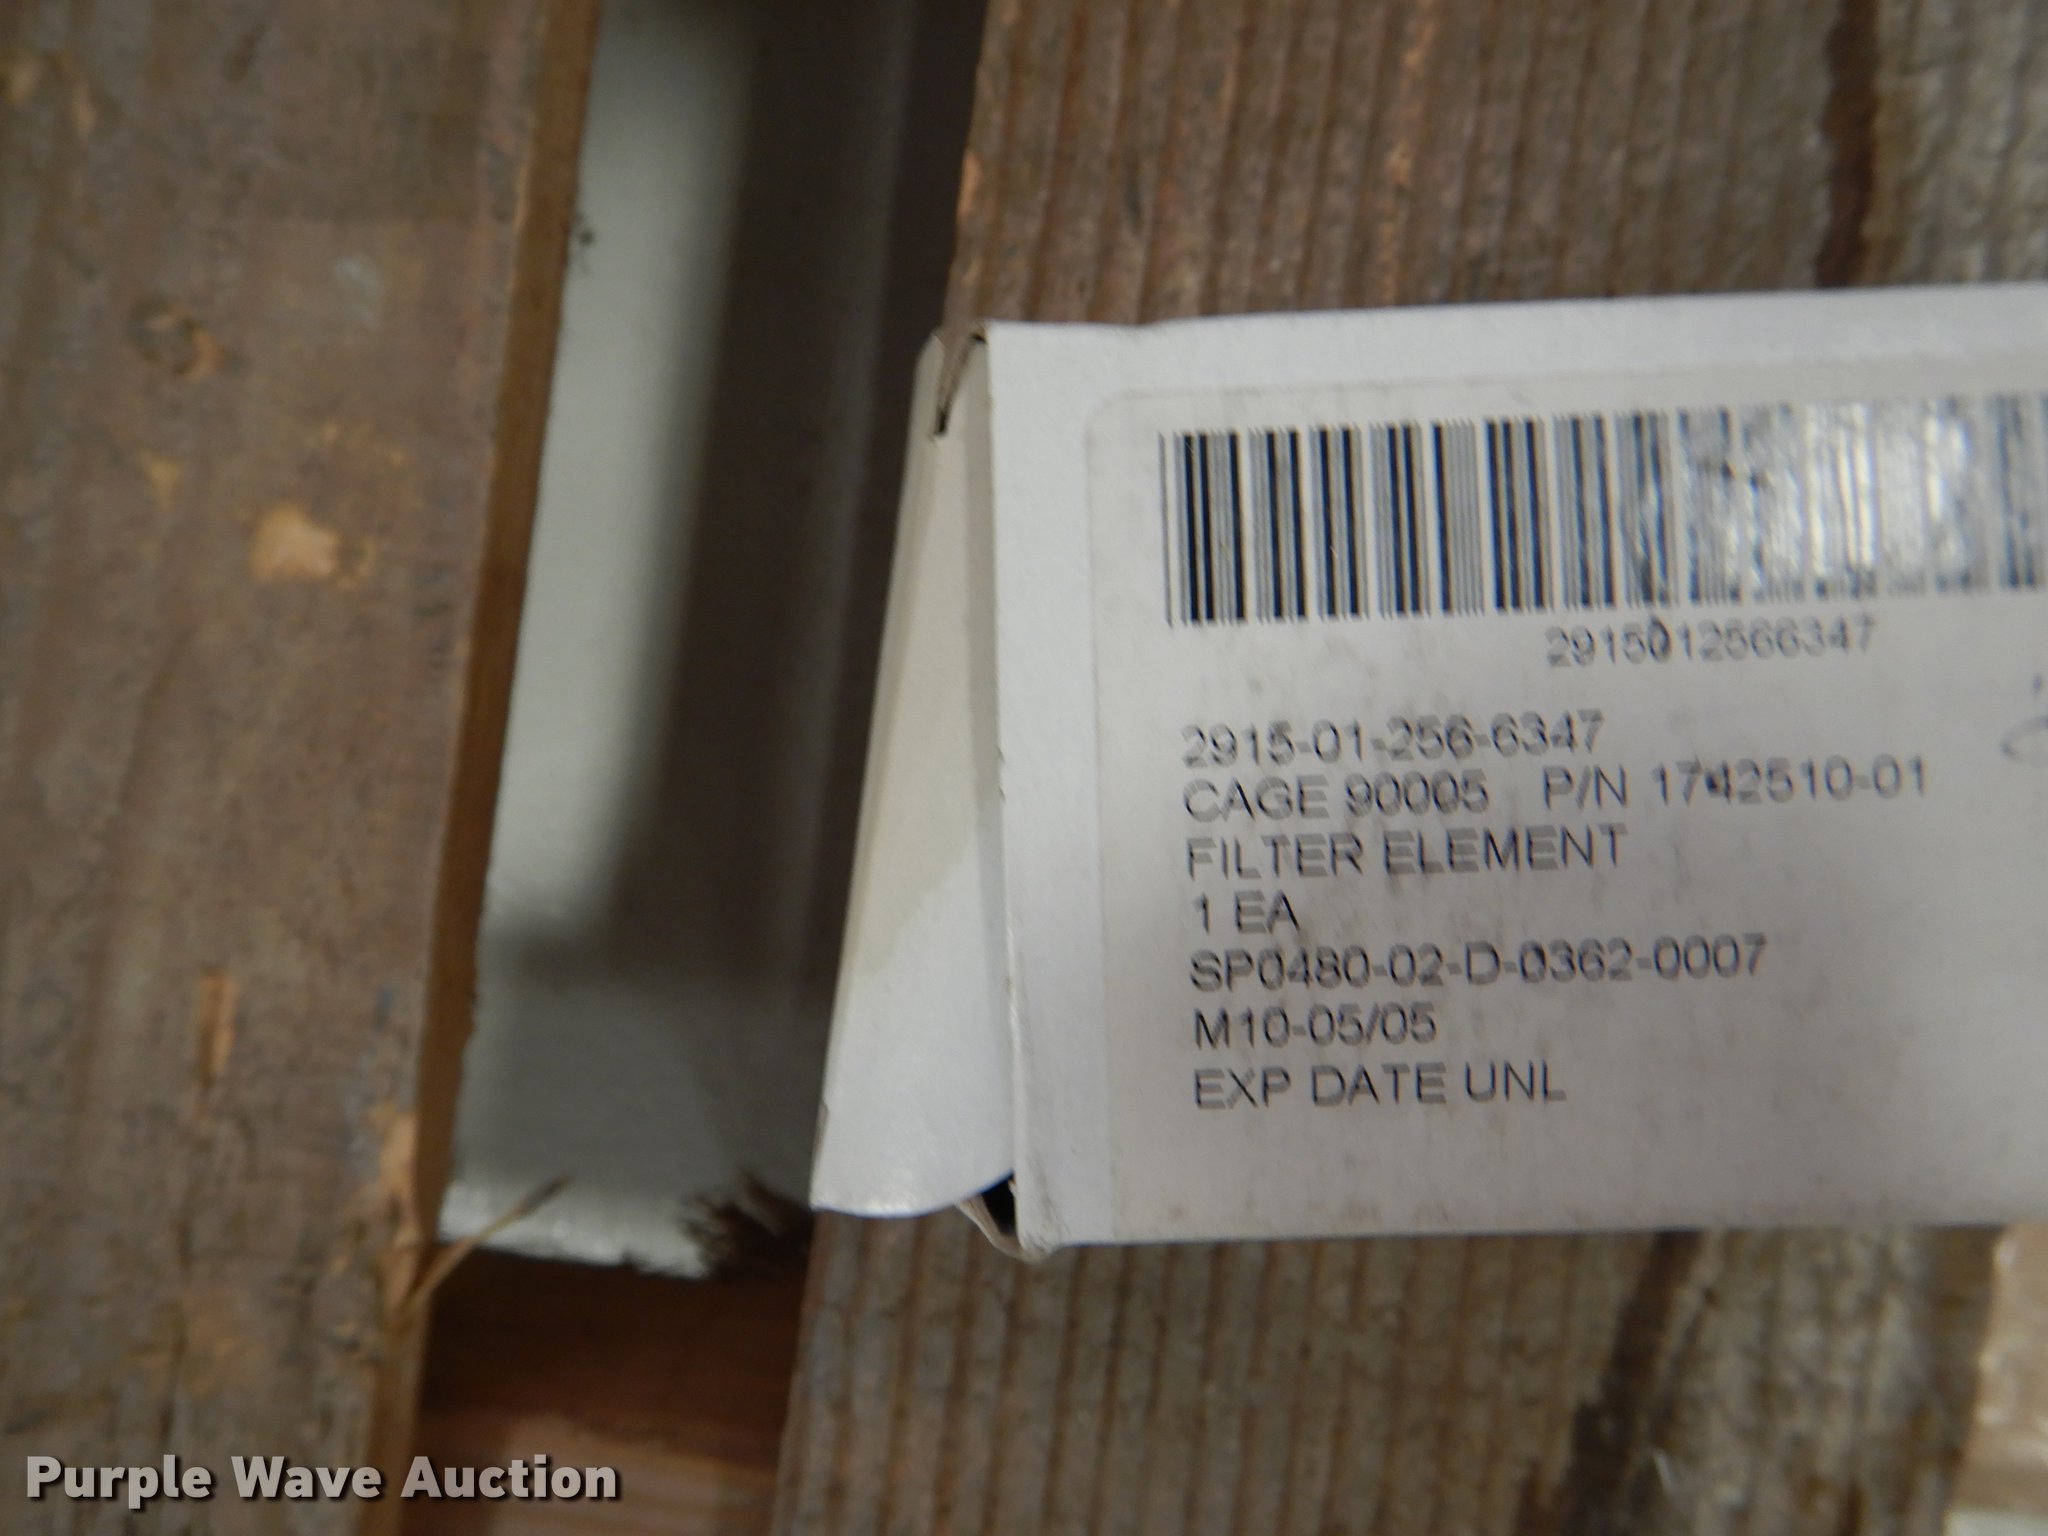 2915012566347
2915-01-256-6347
CAGE 90005 P/N 1742510-01
FILTER ELEMENT
1 EA
SP0480-02-D-0362-0007
M10-05/05
EXP DATE UNL
Purple Wave Auction